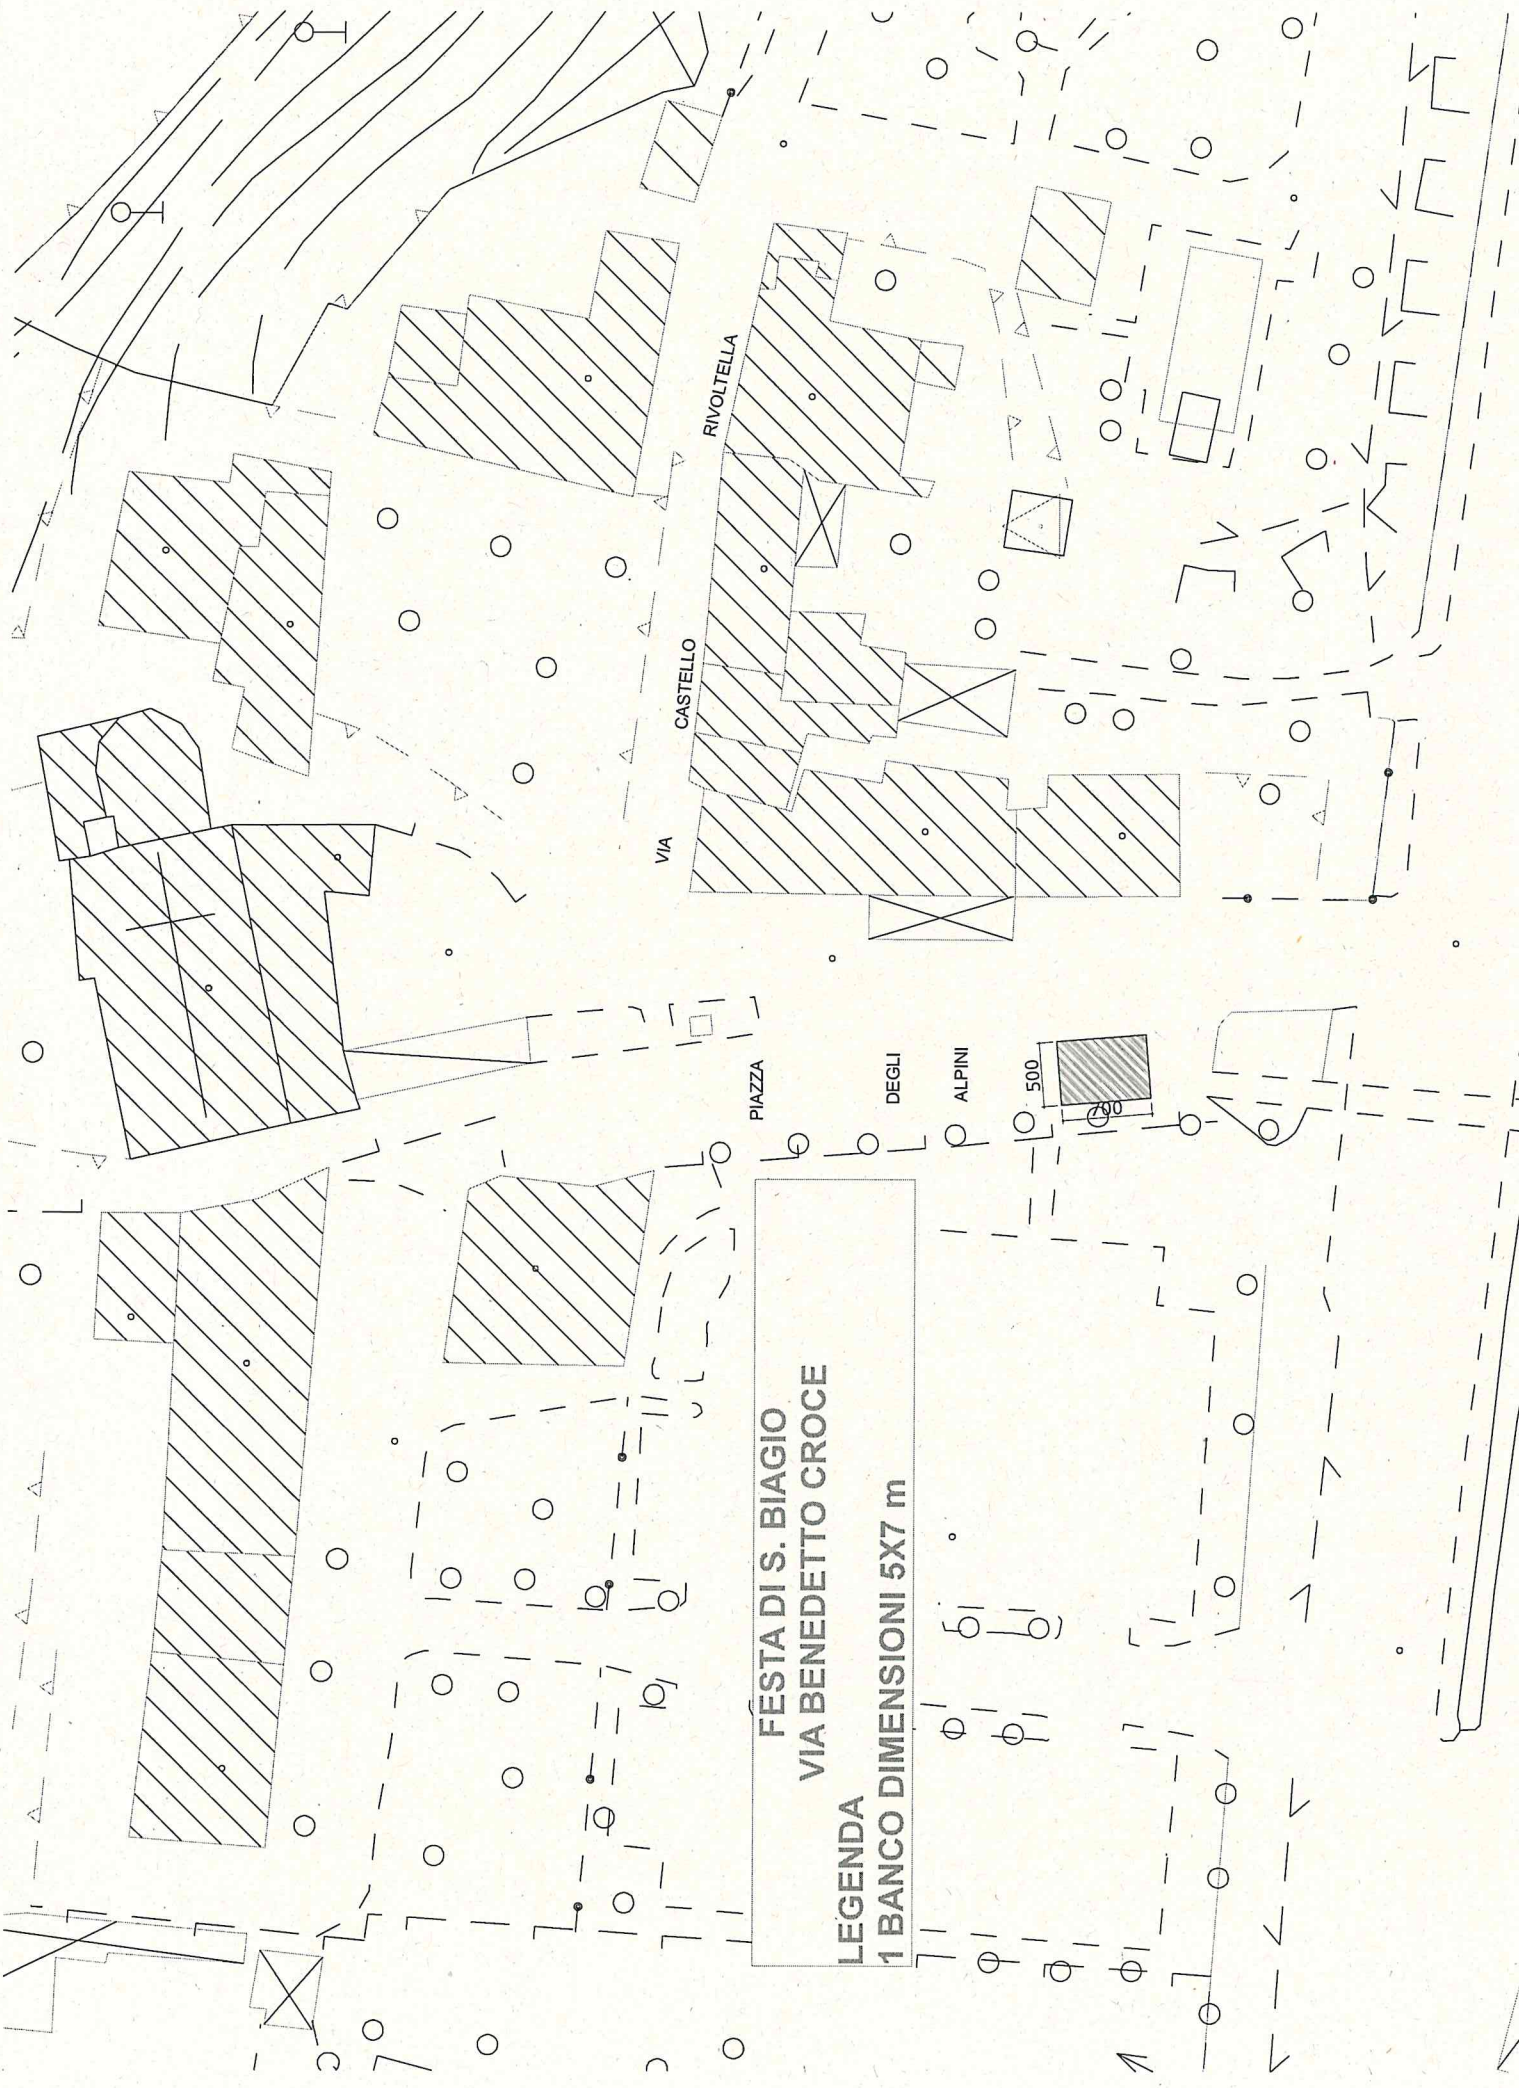 RIVOLTELLA
CASTELLO
VIA
PIAZZA
DEGLI
ALPINI
500
700
FESTA DI S. BIAGIO
VIA BENEDETTO CROCE
LEGENDA
1 BANCO DIMENSIONI 5X7 m